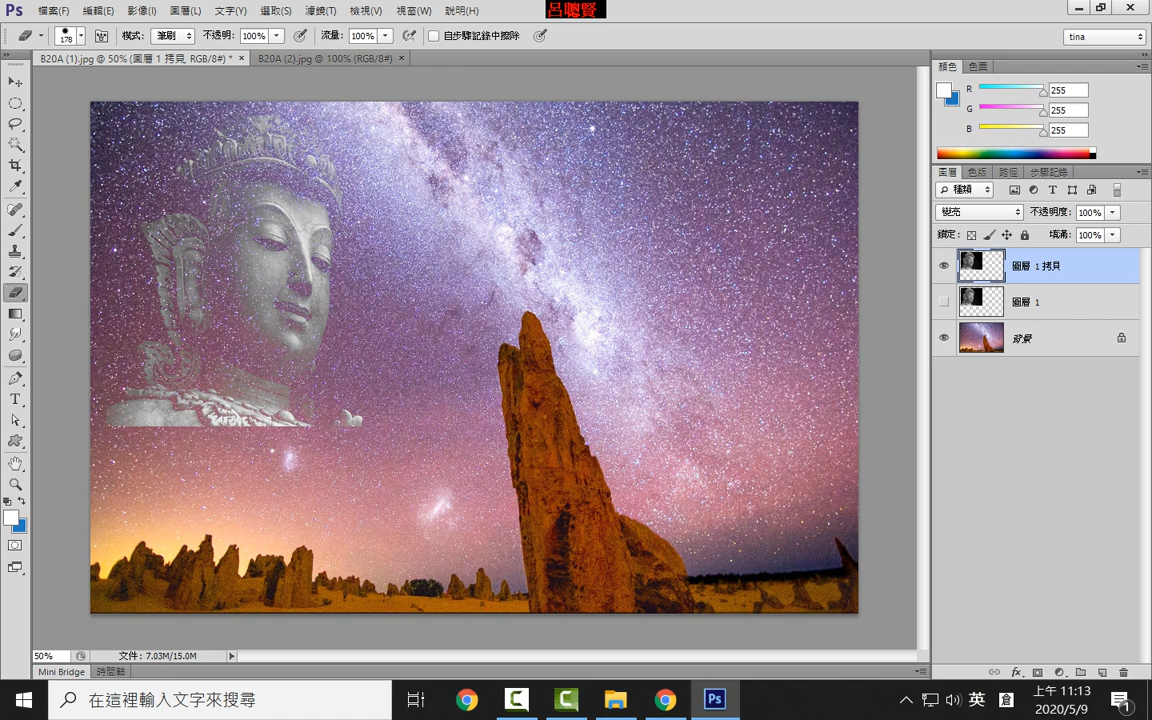 Ps 檔案(F) 編輯(E) 影像(I) 圖層(L) 文字(Y) 選取(S) 濾鏡(T) 檢視(V) 視窗(W) 說明(H) 呂聰賢
178 模式: 筆刷 不透明: 100% 流量: 100% 自步驟記錄中擦除 tina
B20A (1).jpg @ 50% (圖層 1 拷貝, RGB/8#) * × B20A (2).jpg @ 100% (RGB/8#) ×
顏色 色票
R 255
G 255
B 255
圖層 色版 路徑 步驟記錄
種類 T
變亮 不透明度: 100%
鎖定: 填滿: 100%
圖層 1 拷貝
圖層 1
背景
50% 文件: 7.03M/15.0M
Mini Bridge 時間軸
在這裡輸入文字來搜尋
Ps
英 倉
上午 11:13
2020/5/9
1